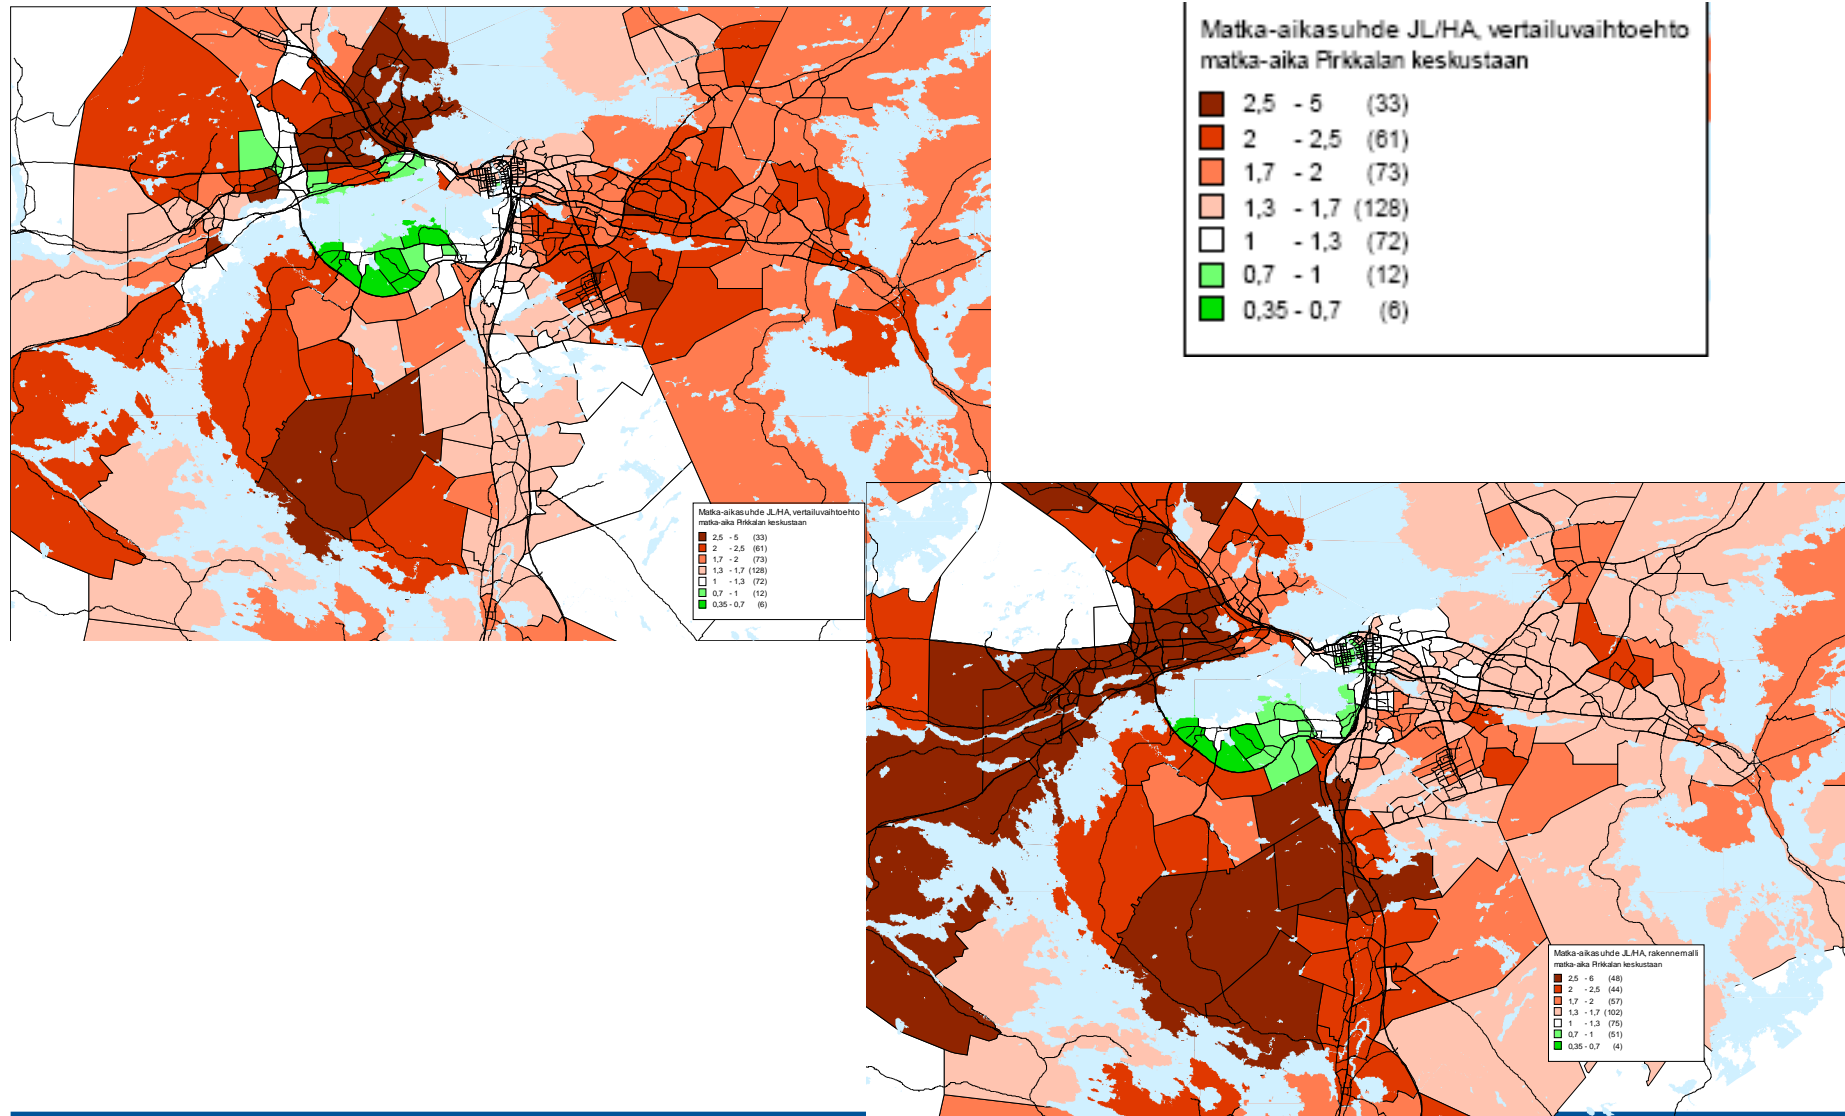 Matka-aikasuhde JL/HA, vertailuvaihtoehto
matka-aika Pirkkalan keskustaan
2,5 - 5 (33)
2 - 2,5 (61)
1,7 - 2 (73)
1,3 - 1,7 (128)
1 - 1,3 (72)
0,7 - 1 (12)
0,35 - 0,7 (6)
Matka-aikasuhde JL/HA, vertailuvaihtoehto
matka-aika Pirkkalan keskustaan
2,5 - 5 (33)
2 - 2,5 (61)
1,7 - 2 (73)
1,3 - 1,7 (128)
1 - 1,3 (72)
0,7 - 1 (12)
0,35 - 0,7 (6)
Matka-aikasuhde JL/HA, rakennemalli
matka-aika Pirkkalan keskustaan
2,5 - 6 (48)
2 - 2,5 (44)
1,7 - 2 (57)
1,3 - 1,7 (102)
1 - 1,3 (75)
0,7 - 1 (51)
0,35 - 0,7 (4)